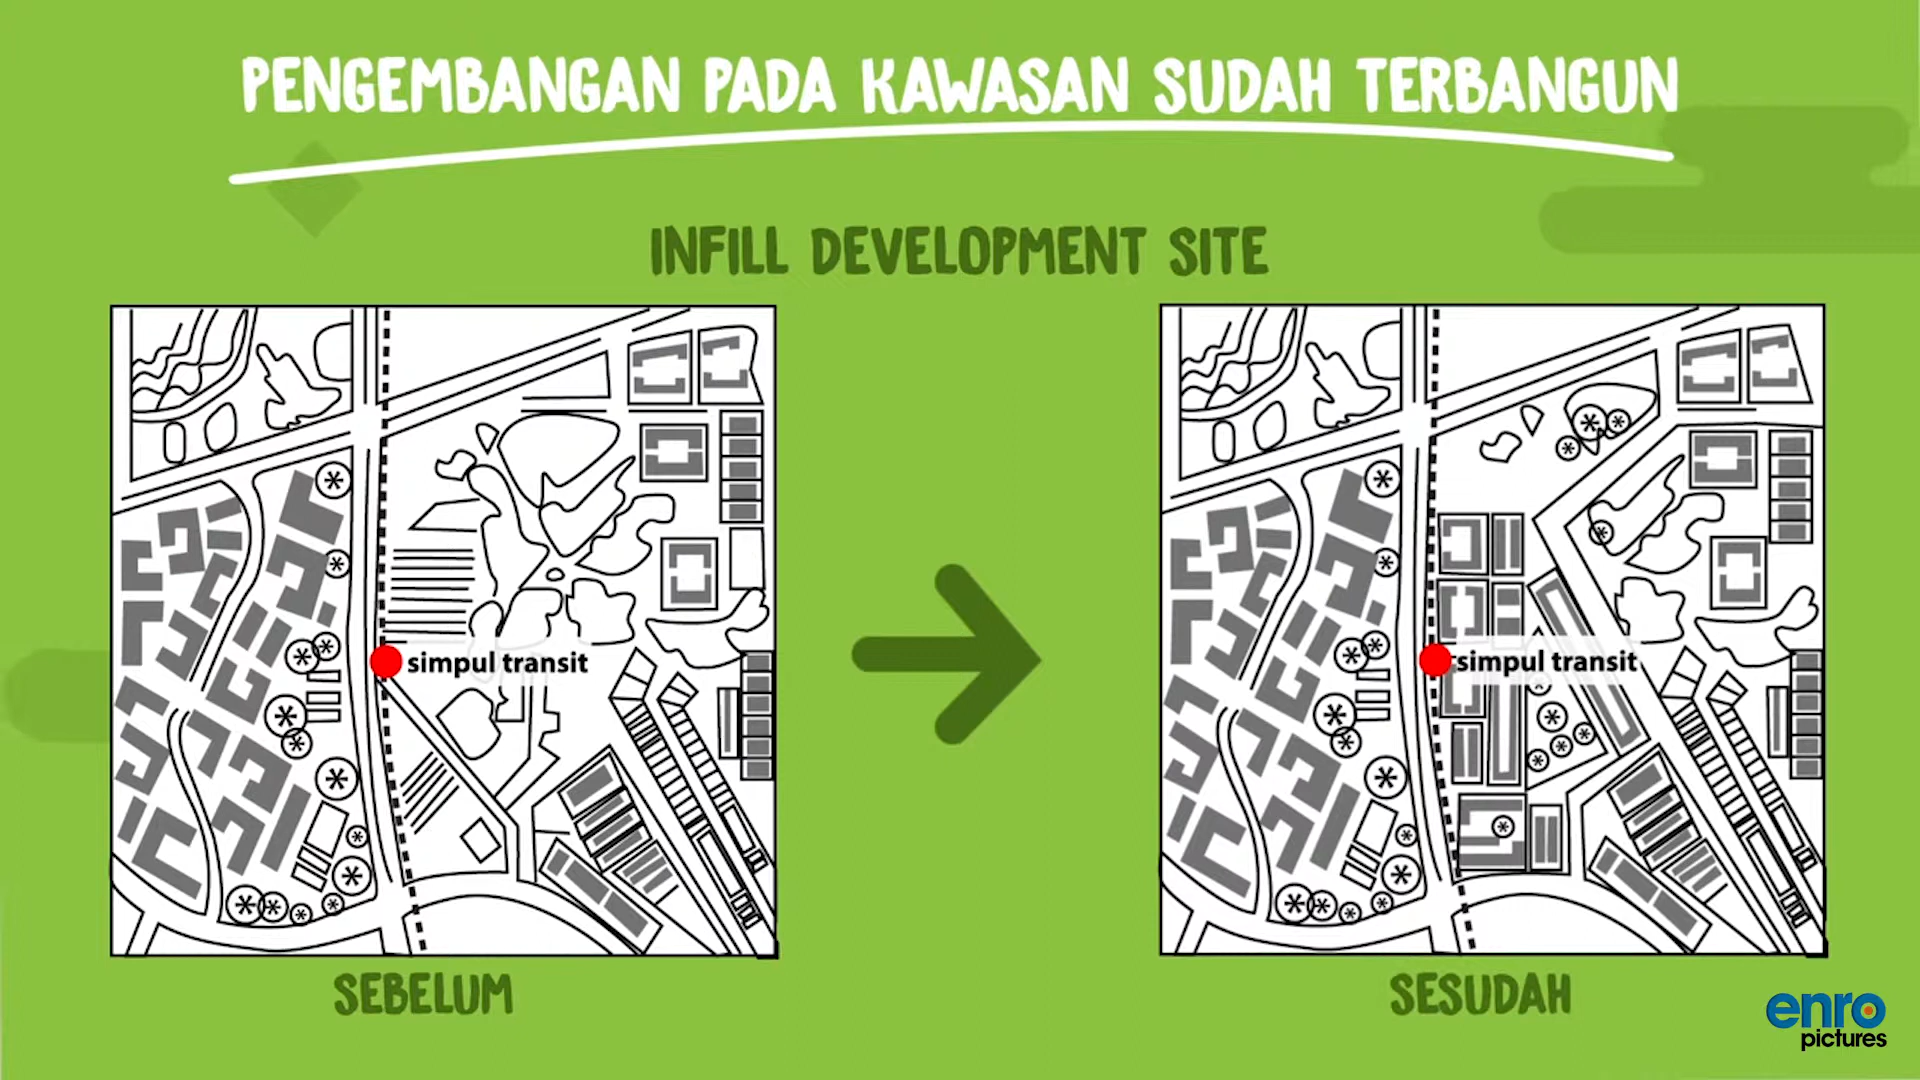 PENGEMBANGAN PADA KAWASAN SUDAH TERBANGUN
INFILL DEVELOPMENT SITE
simpul transit
simpul transit
SEBELUM
SESUDAH
enro
pictures